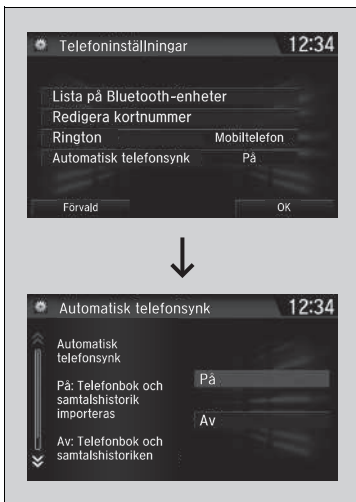 Telefoninställningar 12:34
Lista på Bluetooth-enheter
Redigera kortnummer
Rington Mobiltelefon
Automatisk telefonsynk På
Förvald OK
Automatisk telefonsynk 12:34
Automatisk
telefonsynk
På: Telefonbok och
samtalshistorik
importeras
Av: Telefonbok och
samtalshistoriken
På
Av